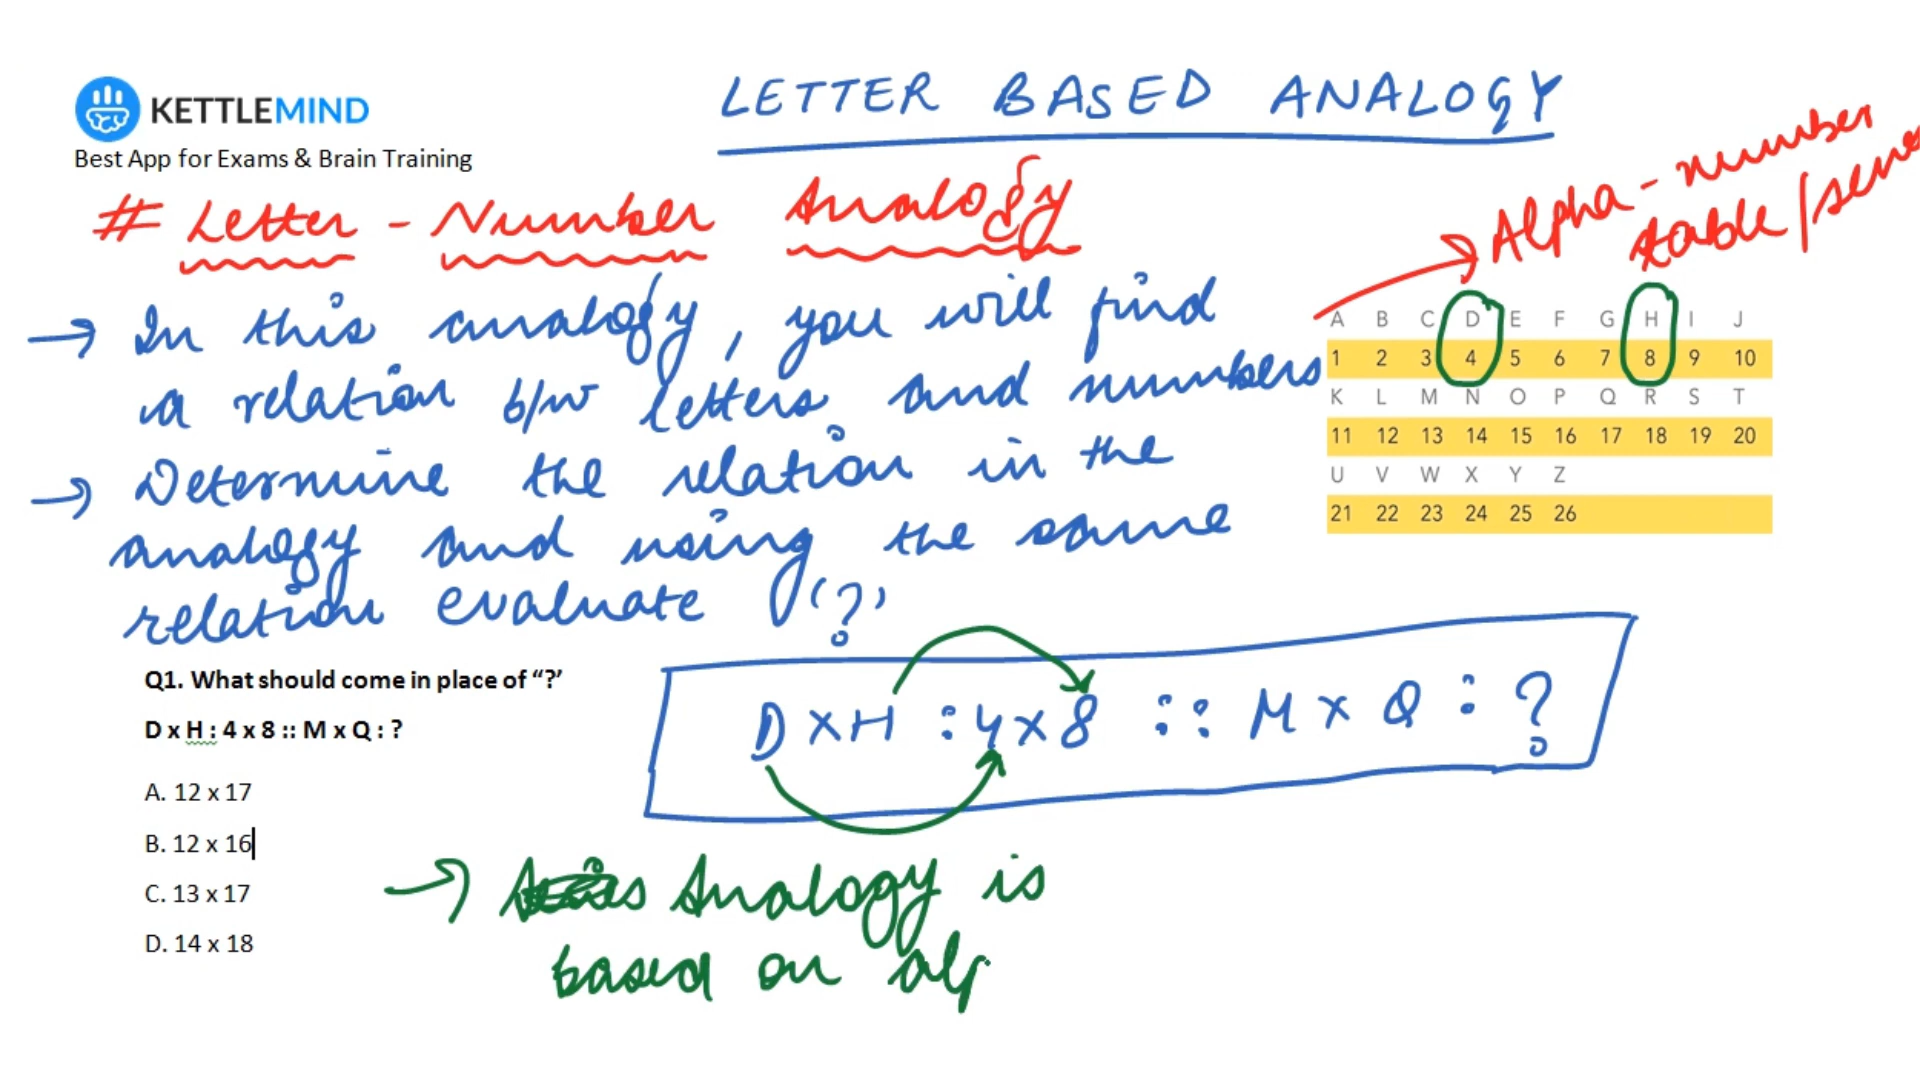 KETTLEMIND
Best App for Exams & Brain Training
LETTER BASED ANALOGY
# Letter - Number Analogy
Alpha - number
table /
→ In this analogy, you will find
a relation b/w letters and numbers
→ Determine the relation in the
analogy and using the same
relation evaluate '?'
A B C D E F G H I J
1 2 3 4 5 6 7 8 9 10
K L M N O P Q R S T
11 12 13 14 15 16 17 18 19 20
U V W X Y Z
21 22 23 24 25 26
Q1. What should come in place of “?’
D x H : 4 x 8 :: M x Q : ?
A. 12 x 17
B. 12 x 16
C. 13 x 17
D. 14 x 18
D x H : 4 x 8 :: M x Q : ?
→ Analogy is
based on alp